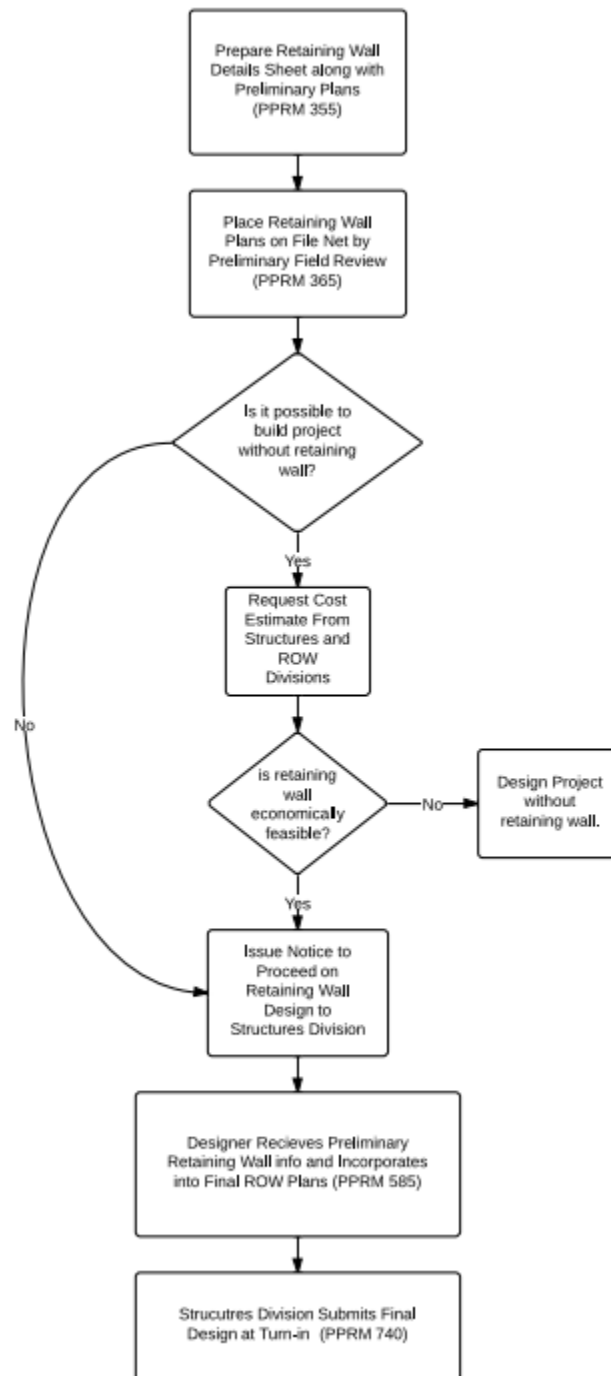 Prepare Retaining Wall
Details Sheet along with
Preliminary Plans
(PPRM 355)
Place Retaining Wall
Plans on File Net by
Preliminary Field Review
(PPRM 365)
Is it possible to
build project
without retaining
wall?
Yes
Request Cost
Estimate From
Structures and
ROW
Divisions
No
is retaining
wall
economically
feasible?
No
Design Project
without
retaining wall.
Yes
Issue Notice to
Proceed on
Retaining Wall
Design to
Structures Division
Designer Recieves Preliminary
Retaining Wall info and Incorporates
into Final ROW Plans (PPRM 585)
Strucutres Division Submits Final
Design at Turn-in (PPRM 740)